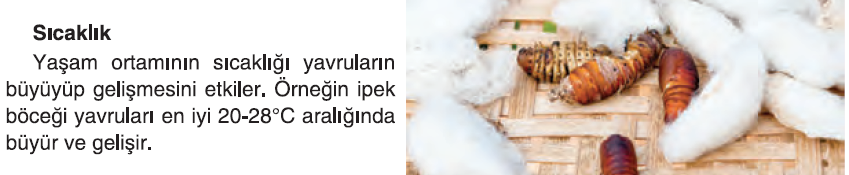 Sıcaklık
Yaşam ortamının sıcaklığı yavruların
büyüyüp gelişmesini etkiler. Örneğin ipek
böceği yavruları en iyi 20-28°C aralığında
büyür ve gelişir.